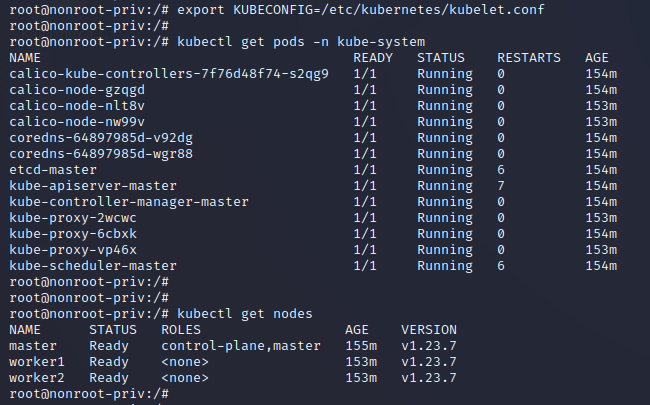 root@nonroot-priv:/# export KUBECONFIG=/etc/kubernetes/kubelet.conf
root@nonroot-priv:/#
root@nonroot-priv:/# kubectl get pods -n kube-system
NAME READY STATUS RESTARTS AGE
calico-kube-controllers-7f76d48f74-s2qg9 1/1 Running 0 154m
calico-node-gzqgd 1/1 Running 0 154m
calico-node-nlt8v 1/1 Running 0 153m
calico-node-nw99v 1/1 Running 0 153m
coredns-64897985d-v92dg 1/1 Running 0 154m
coredns-64897985d-wgr88 1/1 Running 0 154m
etcd-master 1/1 Running 6 154m
kube-apiserver-master 1/1 Running 7 154m
kube-controller-manager-master 1/1 Running 0 154m
kube-proxy-2wcwc 1/1 Running 0 153m
kube-proxy-6cbxk 1/1 Running 0 154m
kube-proxy-vp46x 1/1 Running 0 153m
kube-scheduler-master 1/1 Running 6 154m
root@nonroot-priv:/#
root@nonroot-priv:/#
root@nonroot-priv:/# kubectl get nodes
NAME STATUS ROLES AGE VERSION
master Ready control-plane,master 155m v1.23.7
worker1 Ready <none> 153m v1.23.7
worker2 Ready <none> 153m v1.23.7
root@nonroot-priv:/#
root@nonroot-priv:/#